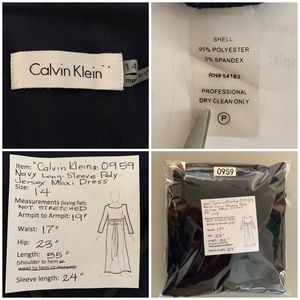 Calvin Klein
14
SHELL:
95% POLYESTER
5% SPANDEX
RN# 54163
PROFESSIONAL
DRY CLEAN ONLY
P
Item: "Calvin Klein #: 0959
Navy Long-Sleeve Poly
Jersey Maxi Dress
Size: 14
Measurements (laying flat):
NOT STRETCHED
Armpit to Armpit: 19"
Waist: 17"
Hip: 23"
Length: 55"
(shoulder to hem or
waist to hem or inseam)
Sleeve length: 24"
0959